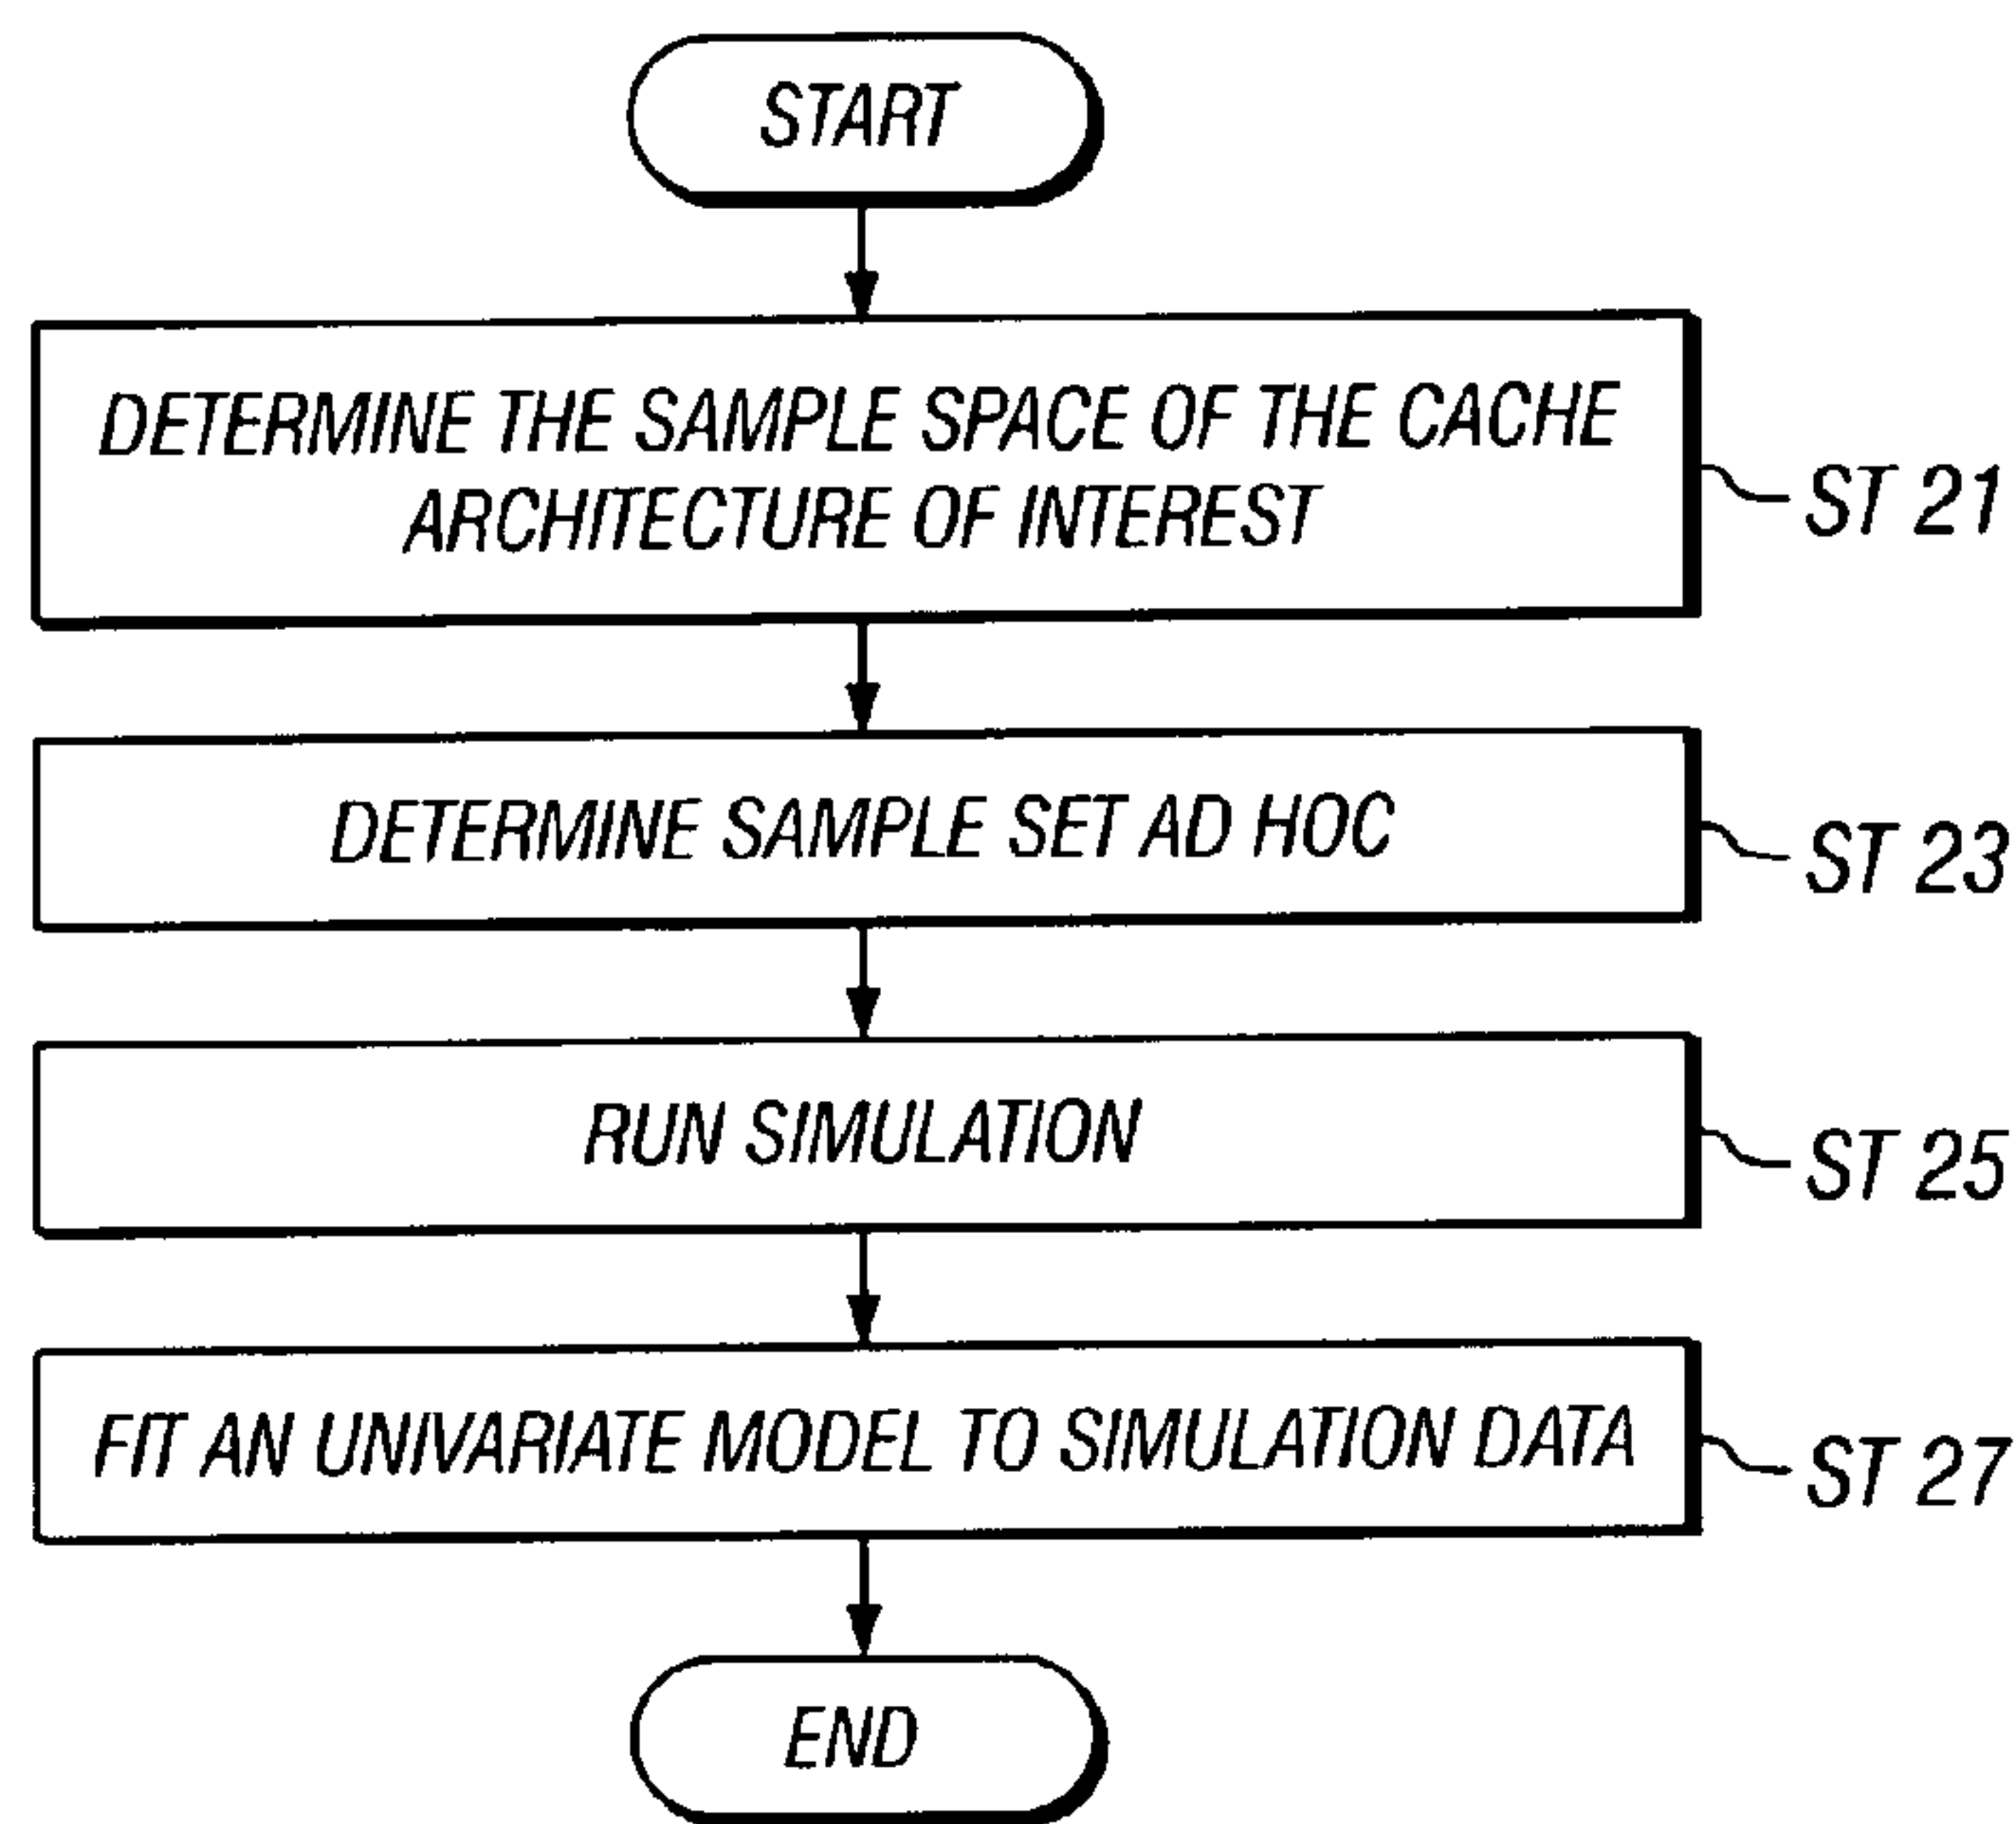 START
DETERMINE THE SAMPLE SPACE OF THE CACHE
ARCHITECTURE OF INTEREST
ST 21
DETERMINE SAMPLE SET AD HOC
ST 23
RUN SIMULATION
ST 25
FIT AN UNIVARIATE MODEL TO SIMULATION DATA
ST 27
END